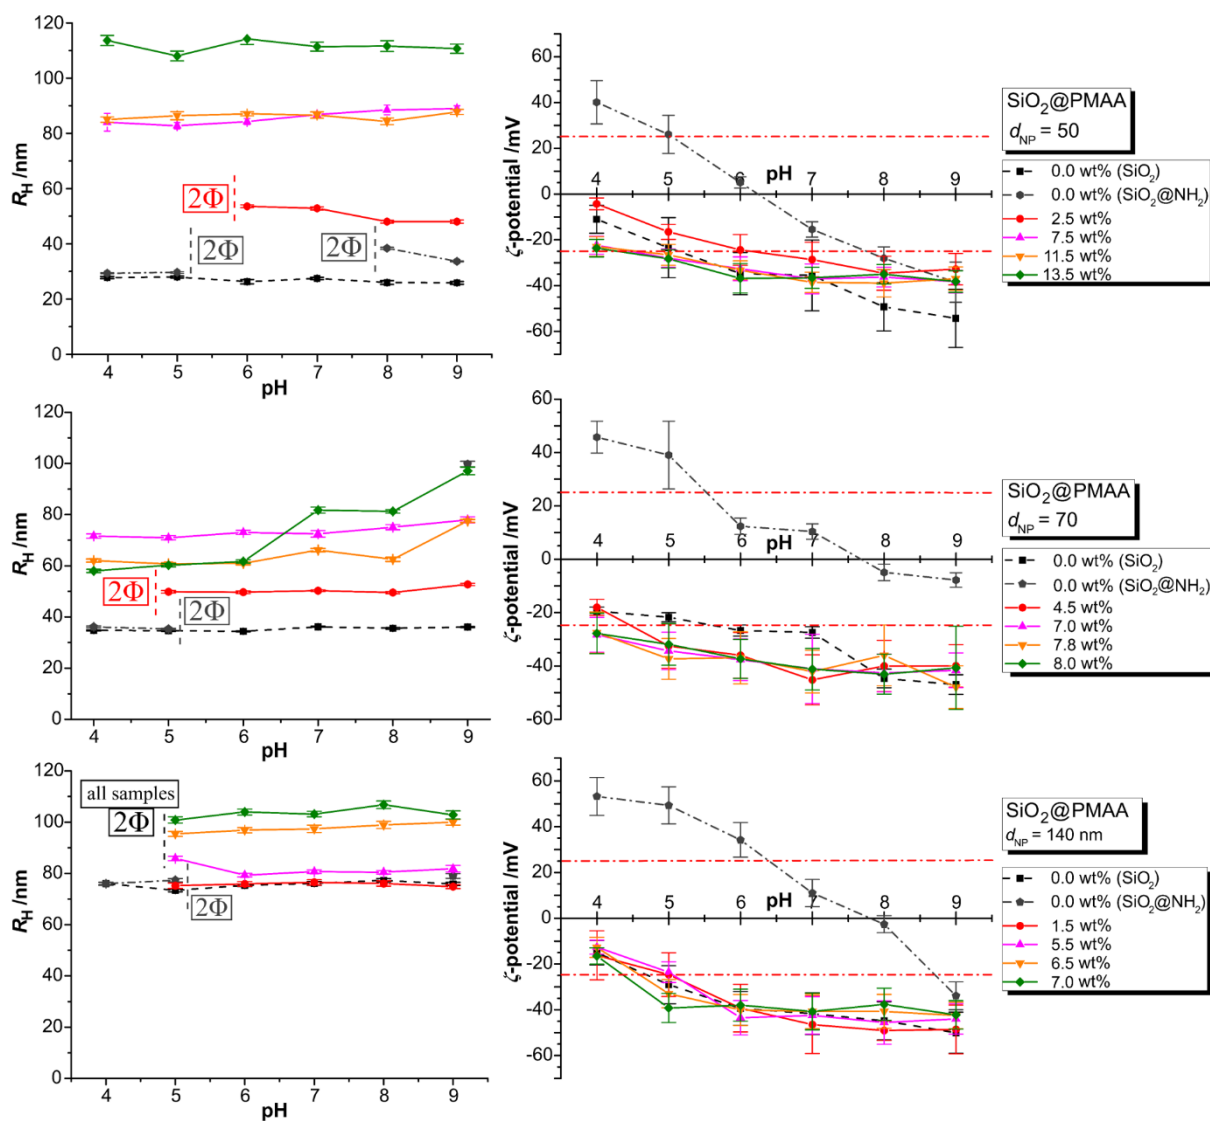 120
100
80
60
40
20
0
R_H /nm
2Φ
2Φ
2Φ
4 5 6 7 8 9
pH
60
40
20
0
-20
-40
-60
ζ-potential /mV
pH
4 5 6 7 8 9
SiO₂@PMAA
d_NP = 50
0.0 wt% (SiO₂)
0.0 wt% (SiO₂@NH₂)
2.5 wt%
7.5 wt%
11.5 wt%
13.5 wt%
120
100
80
60
40
20
0
R_H /nm
2Φ
2Φ
4 5 6 7 8 9
pH
60
40
20
0
-20
-40
-60
ζ-potential /mV
4 5 6 7 8 9
pH
SiO₂@PMAA
d_NP = 70
0.0 wt% (SiO₂)
0.0 wt% (SiO₂@NH₂)
4.5 wt%
7.0 wt%
7.8 wt%
8.0 wt%
120
100
80
60
40
20
0
R_H /nm
all samples
2Φ
2Φ
4 5 6 7 8 9
pH
60
40
20
0
-20
-40
-60
ζ-potential /mV
4 5 6 7 8 9
pH
SiO₂@PMAA
d_NP = 140 nm
0.0 wt% (SiO₂)
0.0 wt% (SiO₂@NH₂)
1.5 wt%
5.5 wt%
6.5 wt%
7.0 wt%